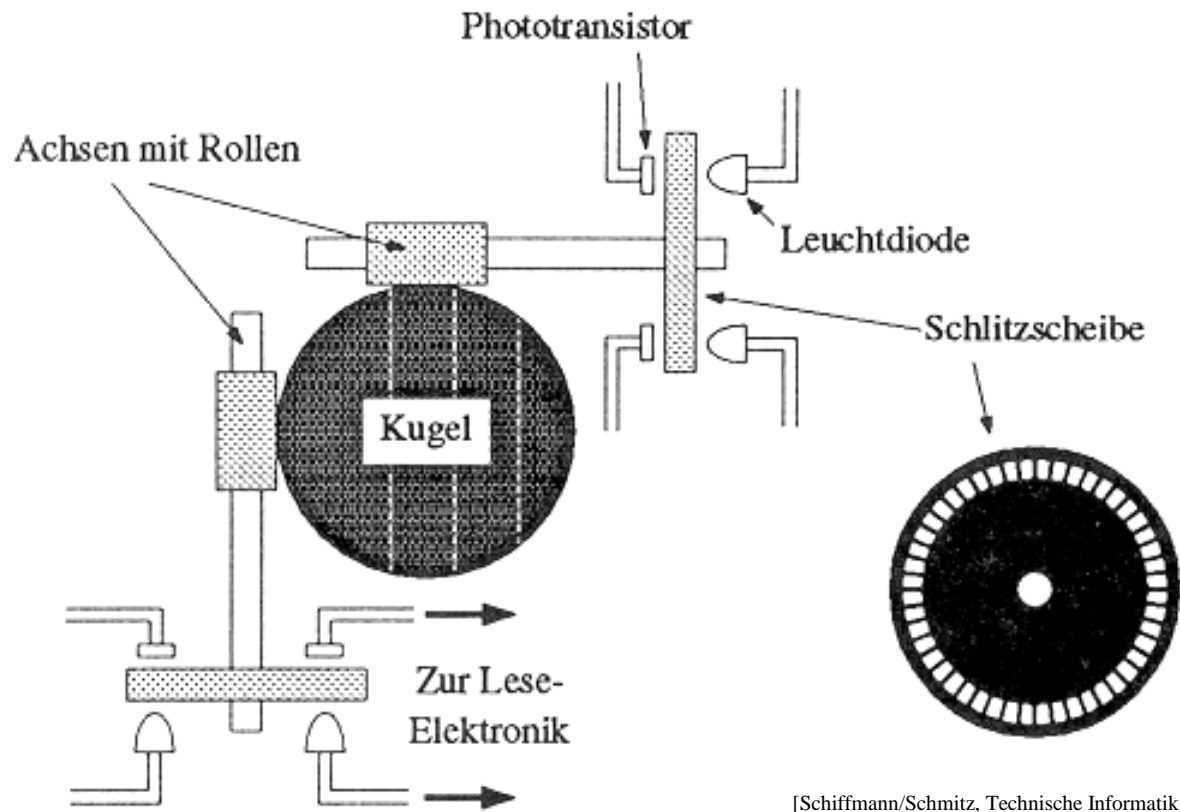 Phototransistor
Achsen mit Rollen
Leuchtdiode
Schlitzscheibe
Kugel
Zur Lese-
Elektronik
[Schiffmann/Schmitz, Technische Informatik